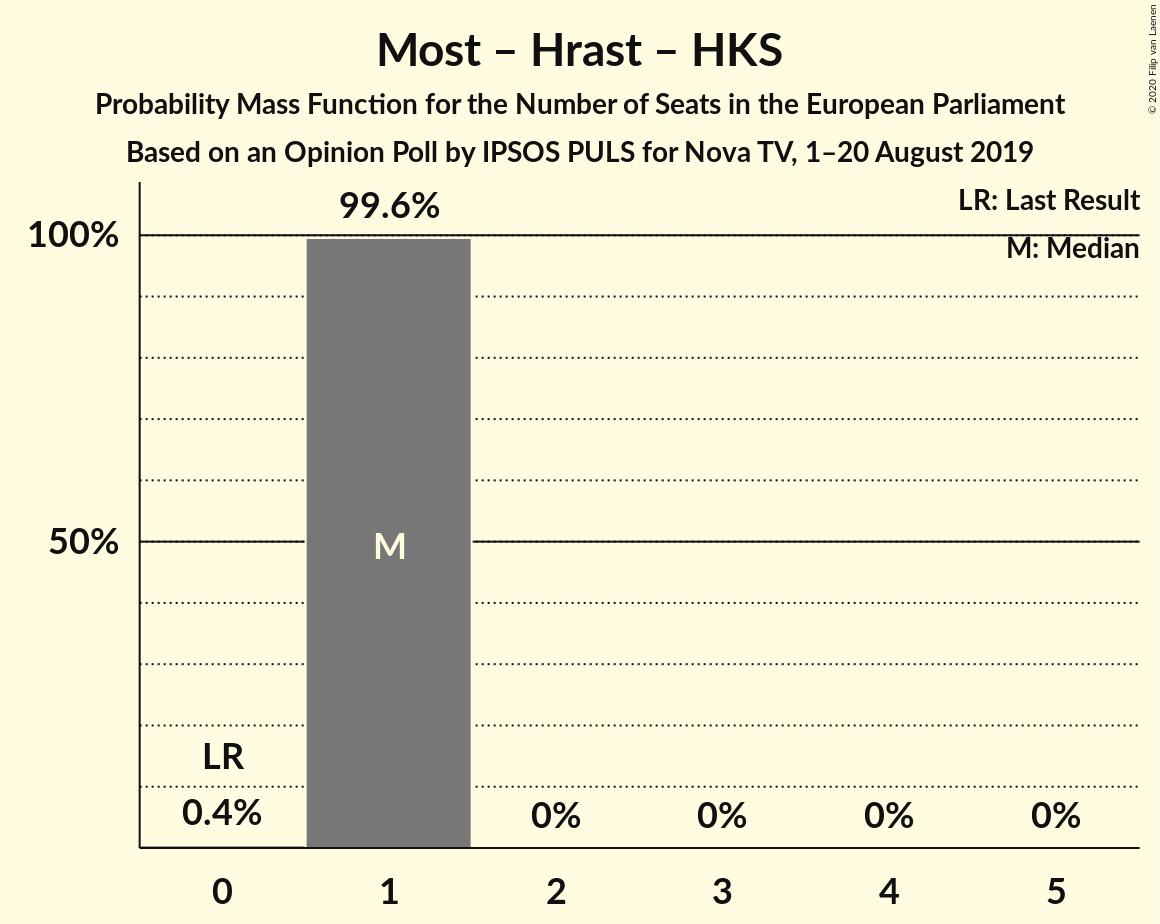 Most – Hrast – HKS
Probability Mass Function for the Number of Seats in the European Parliament
Based on an Opinion Poll by IPSOS PULS for Nova TV, 1–20 August 2019
© 2020 Filip van Laenen
LR: Last Result
M: Median
99.6%
100%
50%
M
LR
0.4%
0% 0% 0% 0%
0 1 2 3 4 5